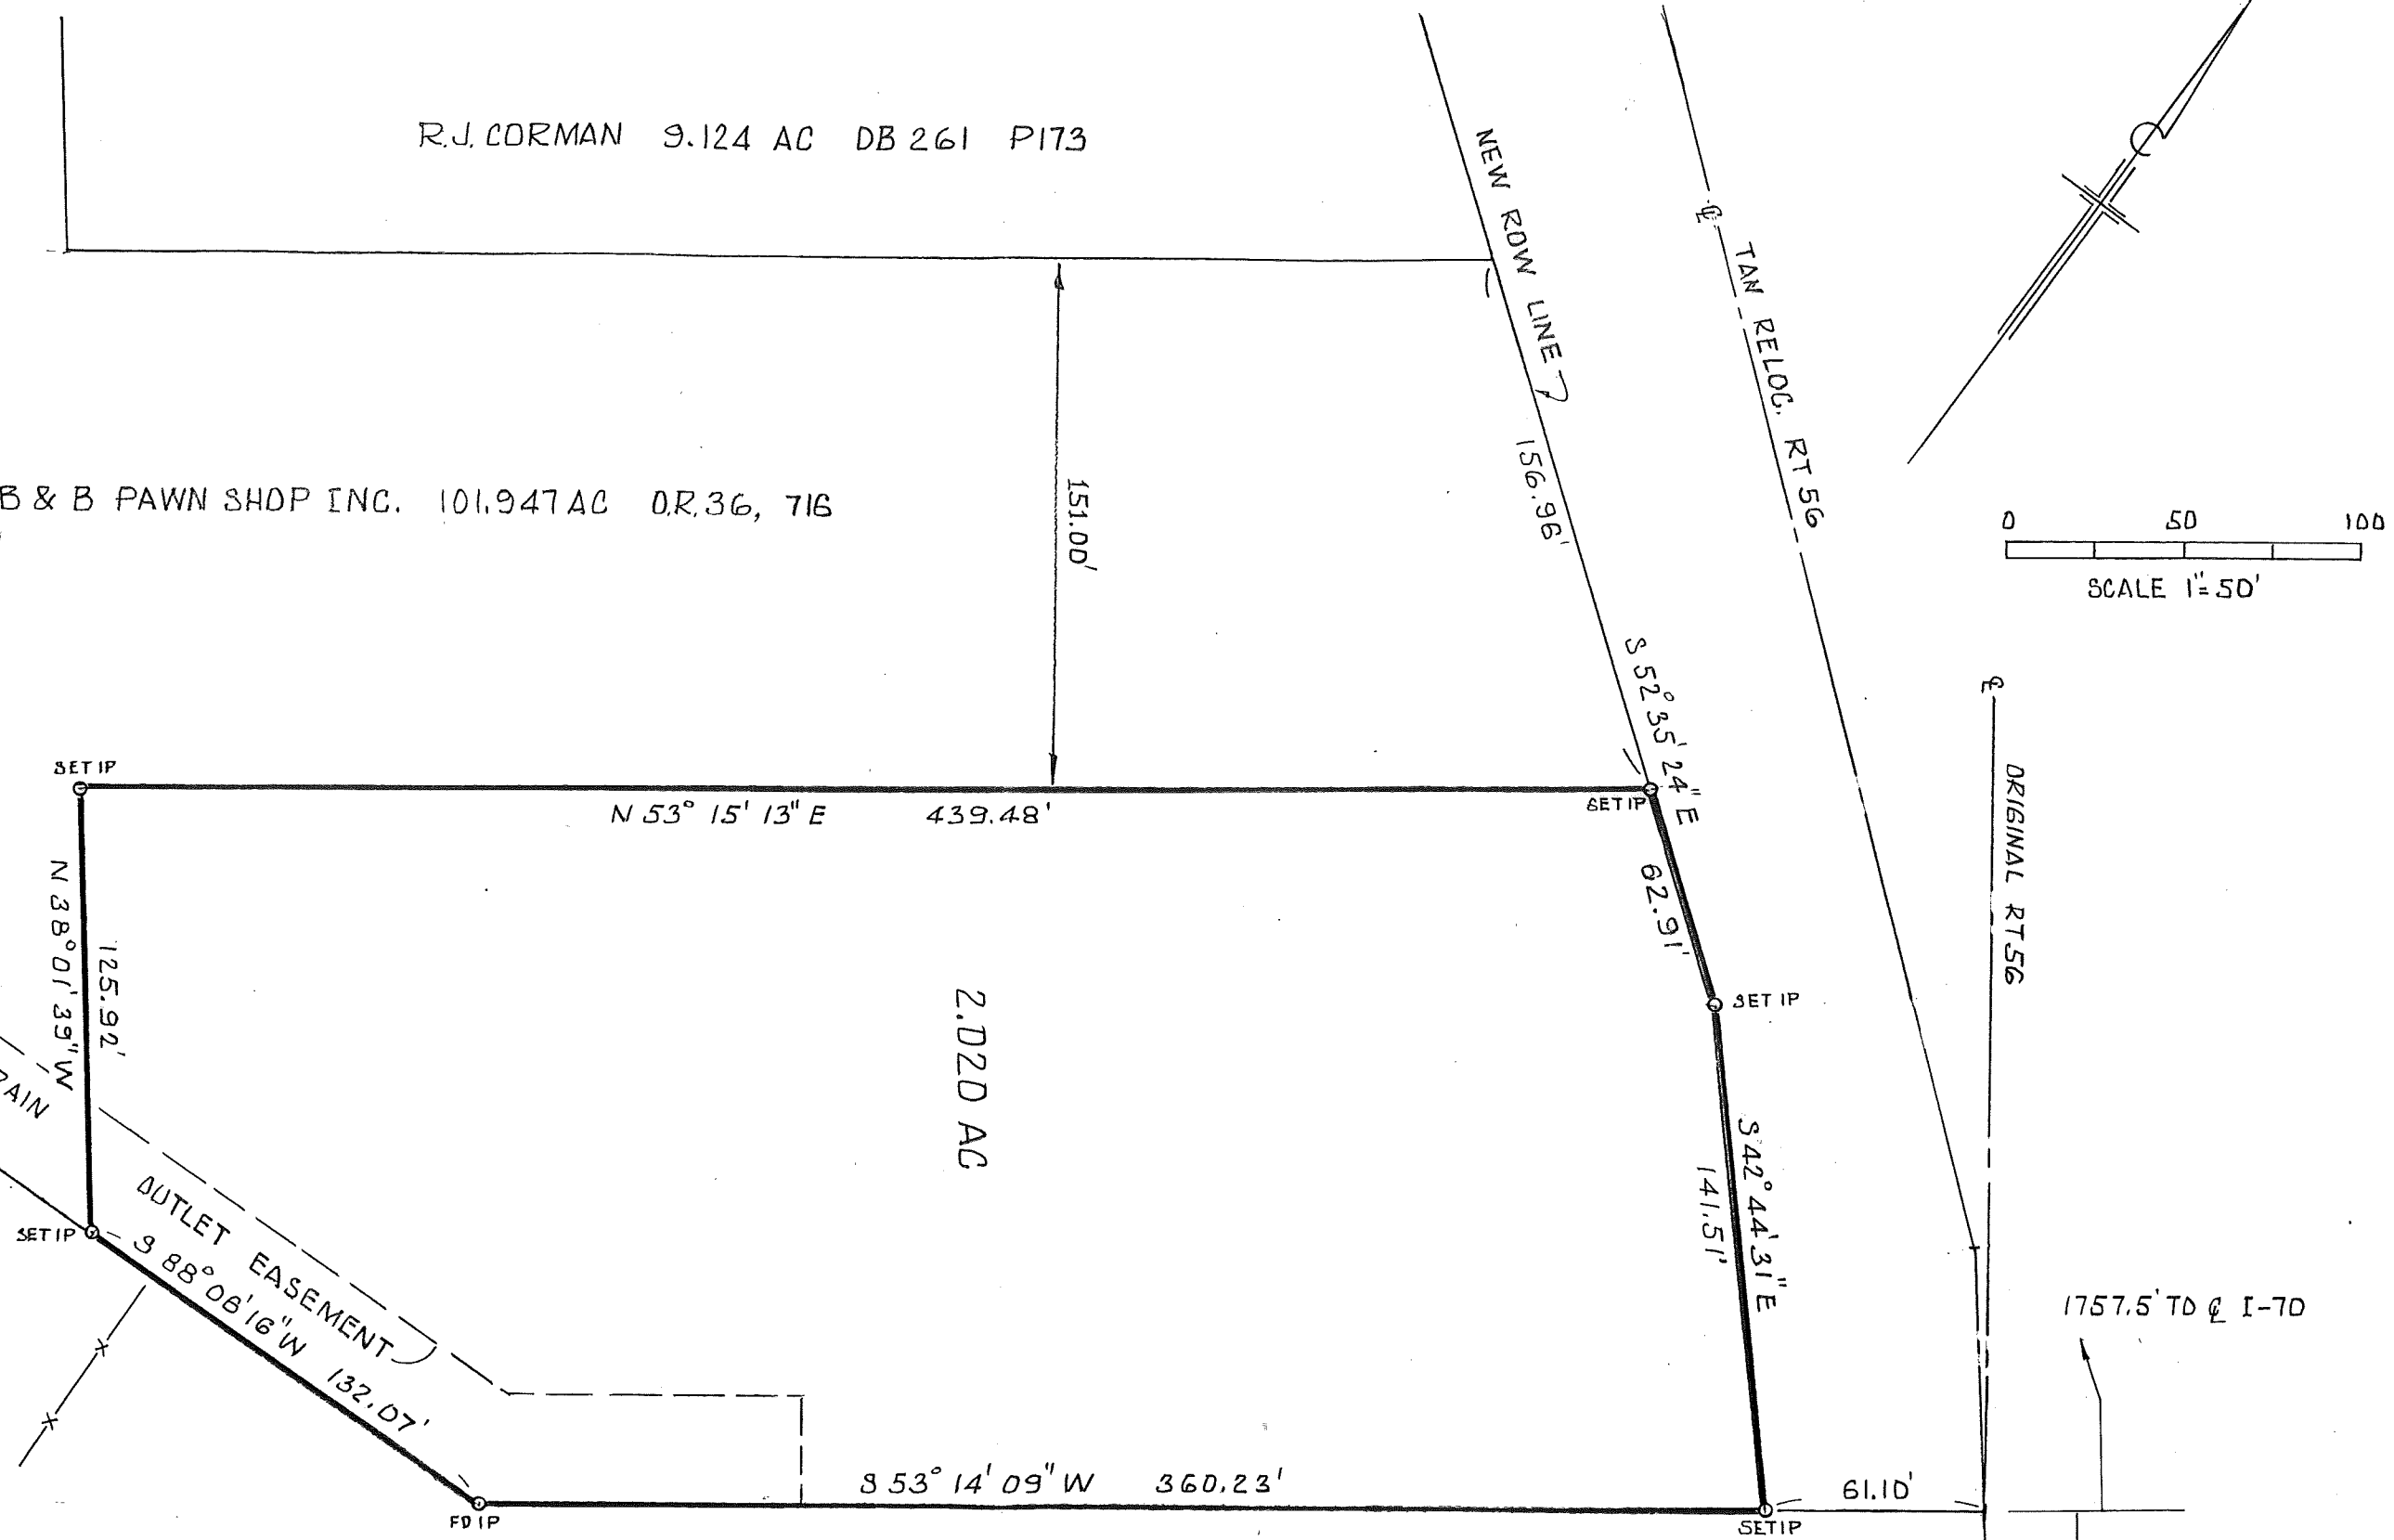 R.J. CORMAN 9.124 AC DB 261 P173
NEW ROW LINE
℄ TAN RELOC. RT 56
B & B PAWN SHOP INC. 101.947 AC O.R. 36, 716
151.00'
156.96'
0 50 100
SCALE 1"=50'
S 52° 35' 24" E
62.91'
℄ ORIGINAL RT 56
SET IP
N 53° 15' 13" E 439.48'
SET IP
N 38° 01' 39" W
125.92'
2.020 AC
SET IP
S 42° 44' 31" E
141.51'
OUTLET EASEMENT
SET IP
S 88° 08' 16" W 132.07'
1757.5' TO ℄ I-70
S 53° 14' 09" W 360.23'
61.10'
FD IP
SET IP